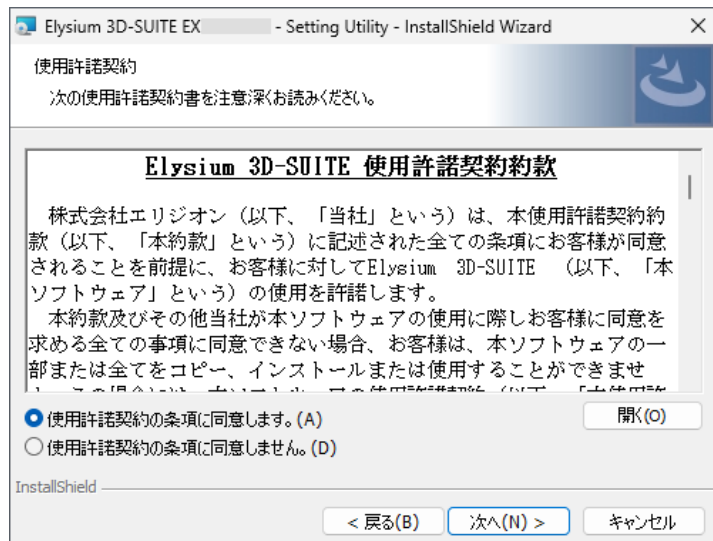 Elysium 3D-SUITE EX - Setting Utility - InstallShield Wizard
使用許諾契約
次の使用許諾契約書を注意深くお読みください。
Elysium 3D-SUITE 使用許諾契約約款
株式会社エリジオン（以下、「当社」という）は、本使用許諾契約約
款（以下、「本約款」という）に記述された全ての条項にお客様が同意
されることを前提に、お客様に対してElysium 3D-SUITE （以下、「本
ソフトウェア」という）の使用を許諾します。
本約款及びその他当社が本ソフトウェアの使用に際しお客様に同意を
求める全ての事項に同意できない場合、お客様は、本ソフトウェアの一
部または全てをコピー、インストールまたは使用することができませ
使用許諾契約の条項に同意します。(A)
開く(O)
使用許諾契約の条項に同意しません。(D)
InstallShield
< 戻る(B)
次へ(N) >
キャンセル